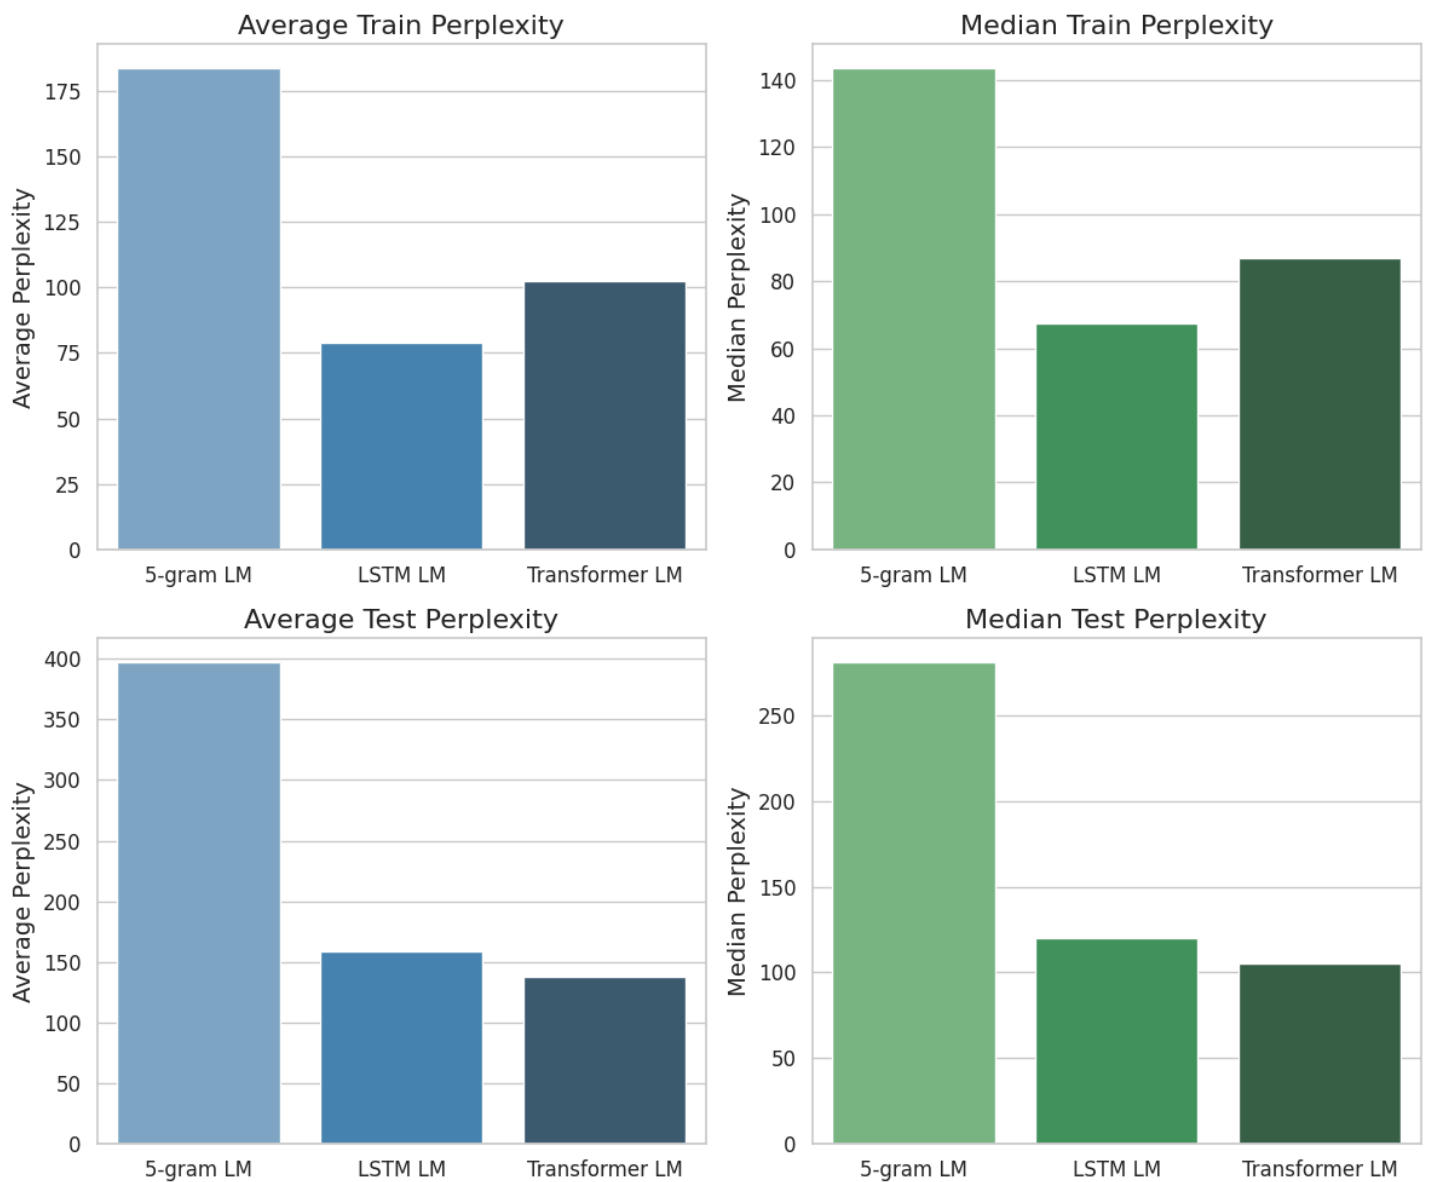 Average Train Perplexity
Average Perplexity
175
150
125
100
75
50
25
0
5-gram LM LSTM LM Transformer LM
Median Train Perplexity
Median Perplexity
140
120
100
80
60
40
20
0
5-gram LM LSTM LM Transformer LM
Average Test Perplexity
Average Perplexity
400
350
300
250
200
150
100
50
0
5-gram LM LSTM LM Transformer LM
Median Test Perplexity
Median Perplexity
250
200
150
100
50
0
5-gram LM LSTM LM Transformer LM